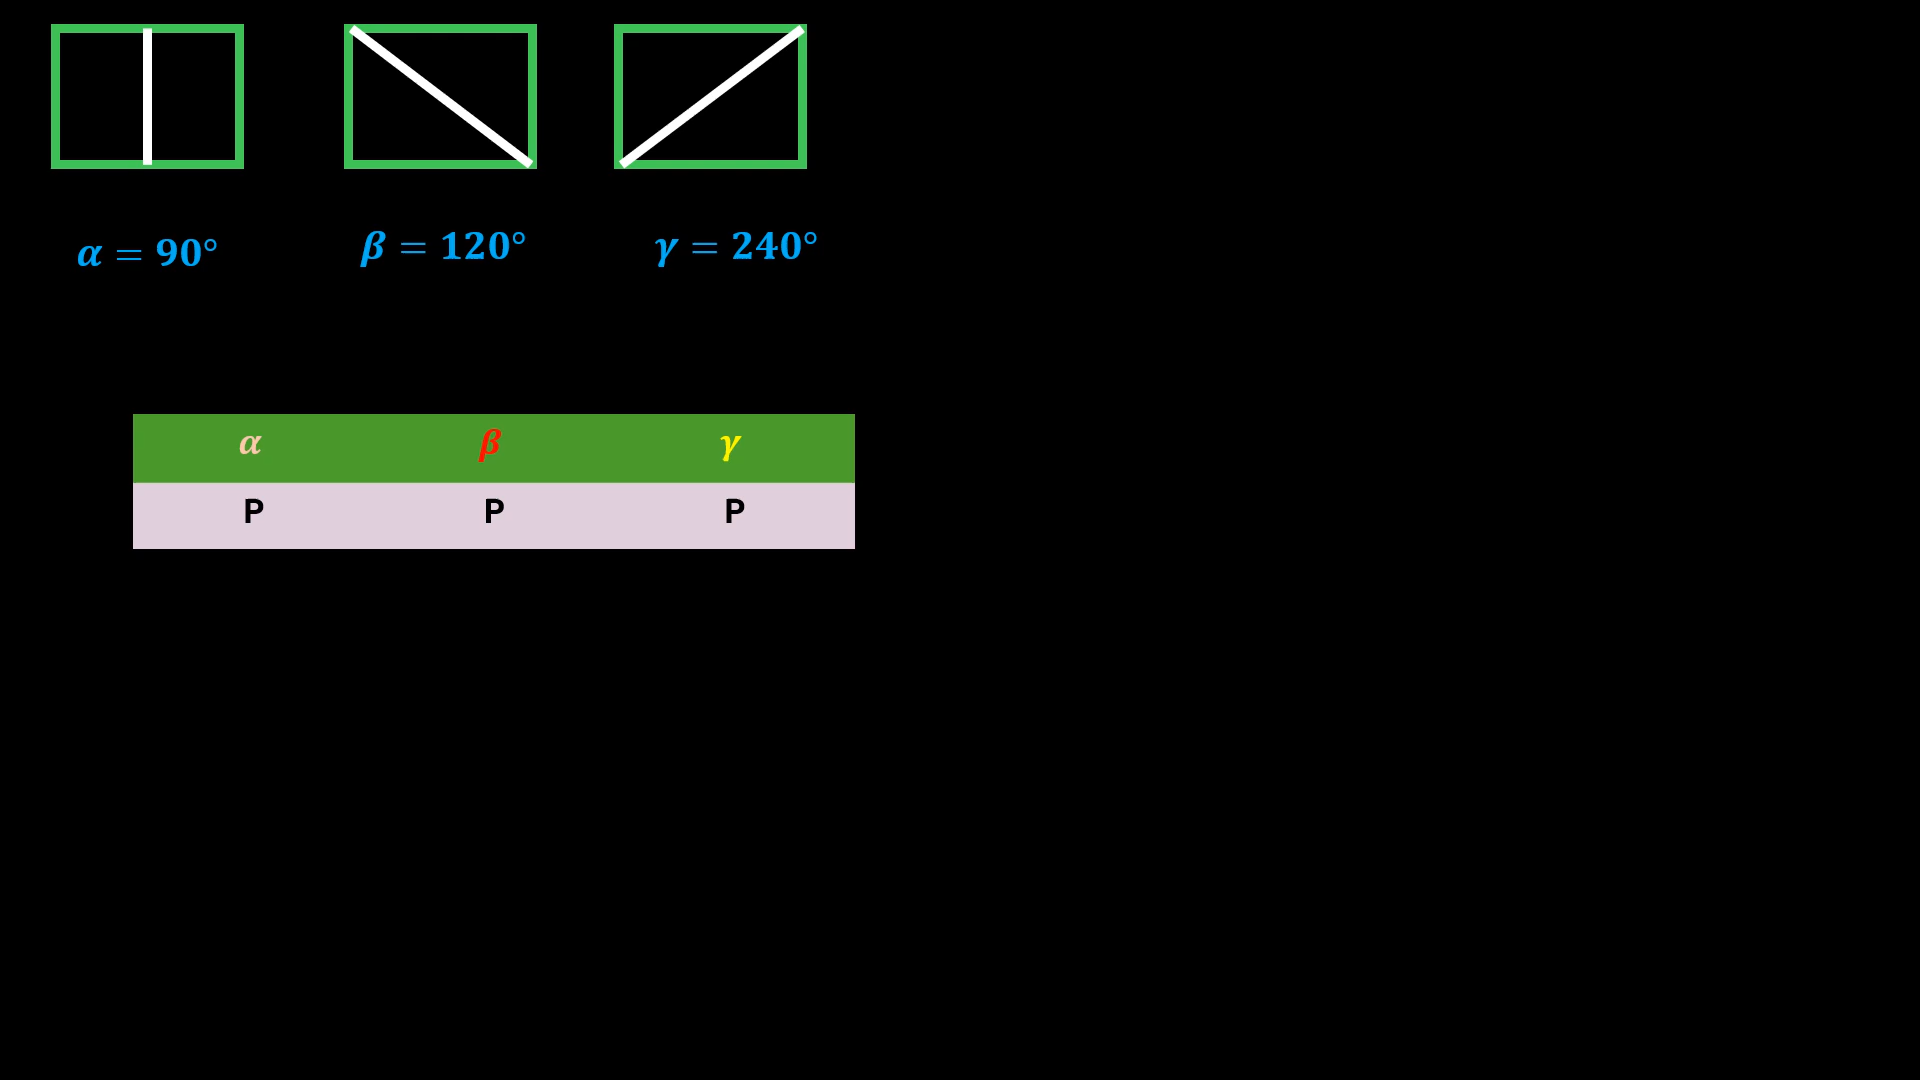 α = 90°
β = 120°
γ = 240°
α β γ
P P P